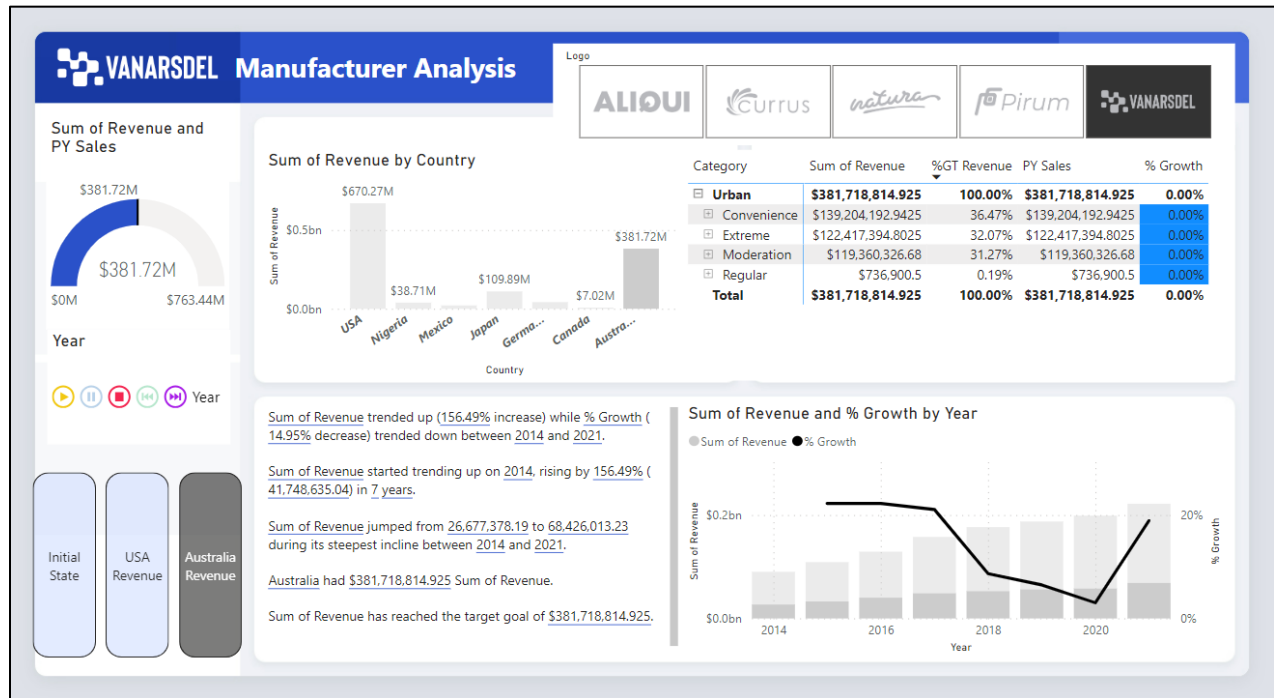 VANARSDEL Manufacturer Analysis
Logo
ALIQUI
currus
natura
Pirum
VANARSDEL
Sum of Revenue and
PY Sales
$381.72M
$381.72M
$0M
$763.44M
Year
Year
Initial
State
USA
Revenue
Australia
Revenue
Sum of Revenue by Country
Sum of Revenue
$0.5bn
$0.0bn
$670.27M
$38.71M
$109.89M
$7.02M
$381.72M
USA
Nigeria
Mexico
Japan
Germa...
Canada
Austra...
Country
Category Sum of Revenue %GT Revenue PY Sales % Growth
Urban $381,718,814.925 100.00% $381,718,814.925 0.00%
Convenience $139,204,192.9425 36.47% $139,204,192.9425 0.00%
Extreme $122,417,394.8025 32.07% $122,417,394.8025 0.00%
Moderation $119,360,326.68 31.27% $119,360,326.68 0.00%
Regular $736,900.5 0.19% $736,900.5 0.00%
Total $381,718,814.925 100.00% $381,718,814.925 0.00%
Sum of Revenue trended up (156.49% increase) while % Growth (
14.95% decrease) trended down between 2014 and 2021.
Sum of Revenue started trending up on 2014, rising by 156.49% (
41,748,635.04) in 7 years.
Sum of Revenue jumped from 26,677,378.19 to 68,426,013.23
during its steepest incline between 2014 and 2021.
Australia had $381,718,814.925 Sum of Revenue.
Sum of Revenue has reached the target goal of $381,718,814.925.
Sum of Revenue and % Growth by Year
Sum of Revenue % Growth
Sum of Revenue
$0.2bn
$0.0bn
20%
0%
% Growth
2014 2016 2018 2020
Year